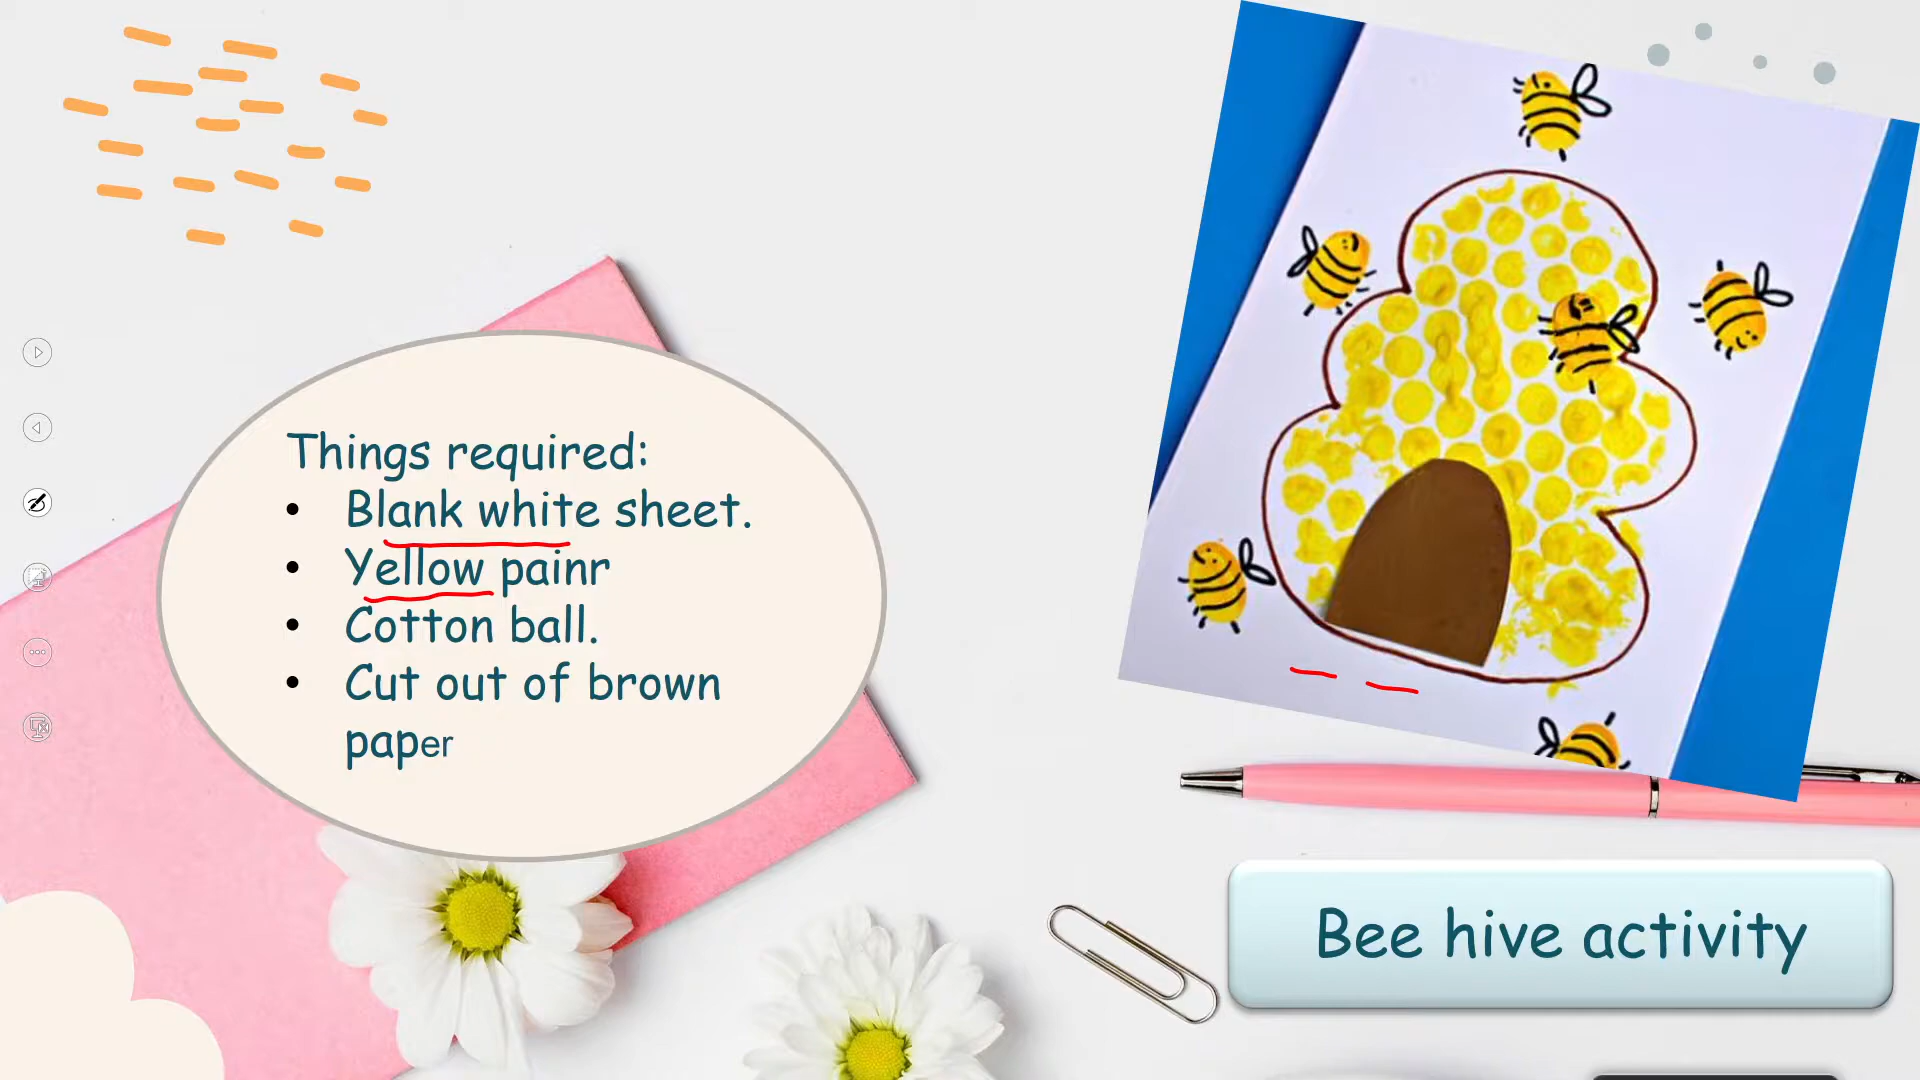 Things required:
• Blank white sheet.
• Yellow painr
• Cotton ball.
• Cut out of brown
paper
Bee hive activity